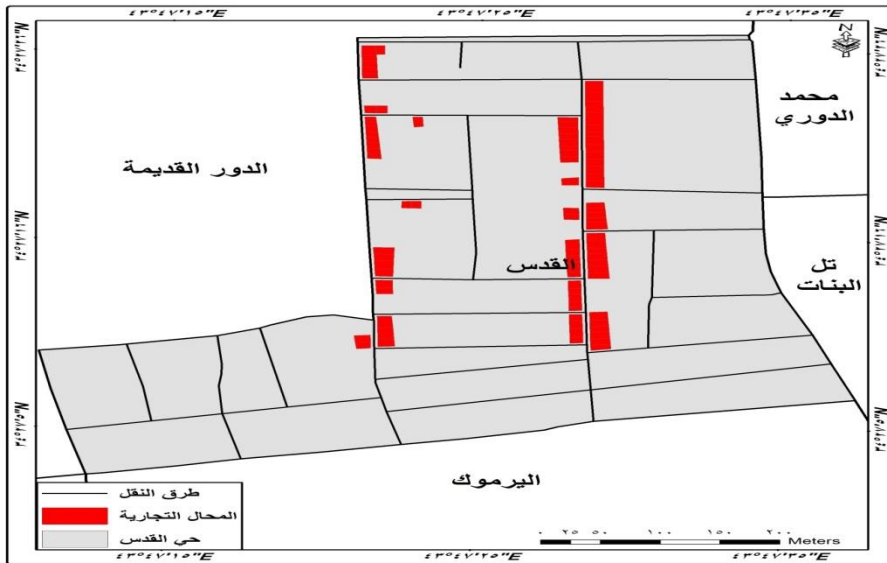 ٤٣°٤٧'١٥"E ٤٣°٤٧'٢٥"E ٤٣°٤٧'٣٥"E
N
محمد
الدوري
الدور القديمة
القدس
تل
البنات
اليرموك
طرق النقل
المحال التجارية
حي القدس
٠ ٢٥ ٥٠ ١٠٠ ١٥٠ ٢٠٠
Meters
٤٣°٤٧'١٥"E ٤٣°٤٧'٢٥"E ٤٣°٤٧'٣٥"E